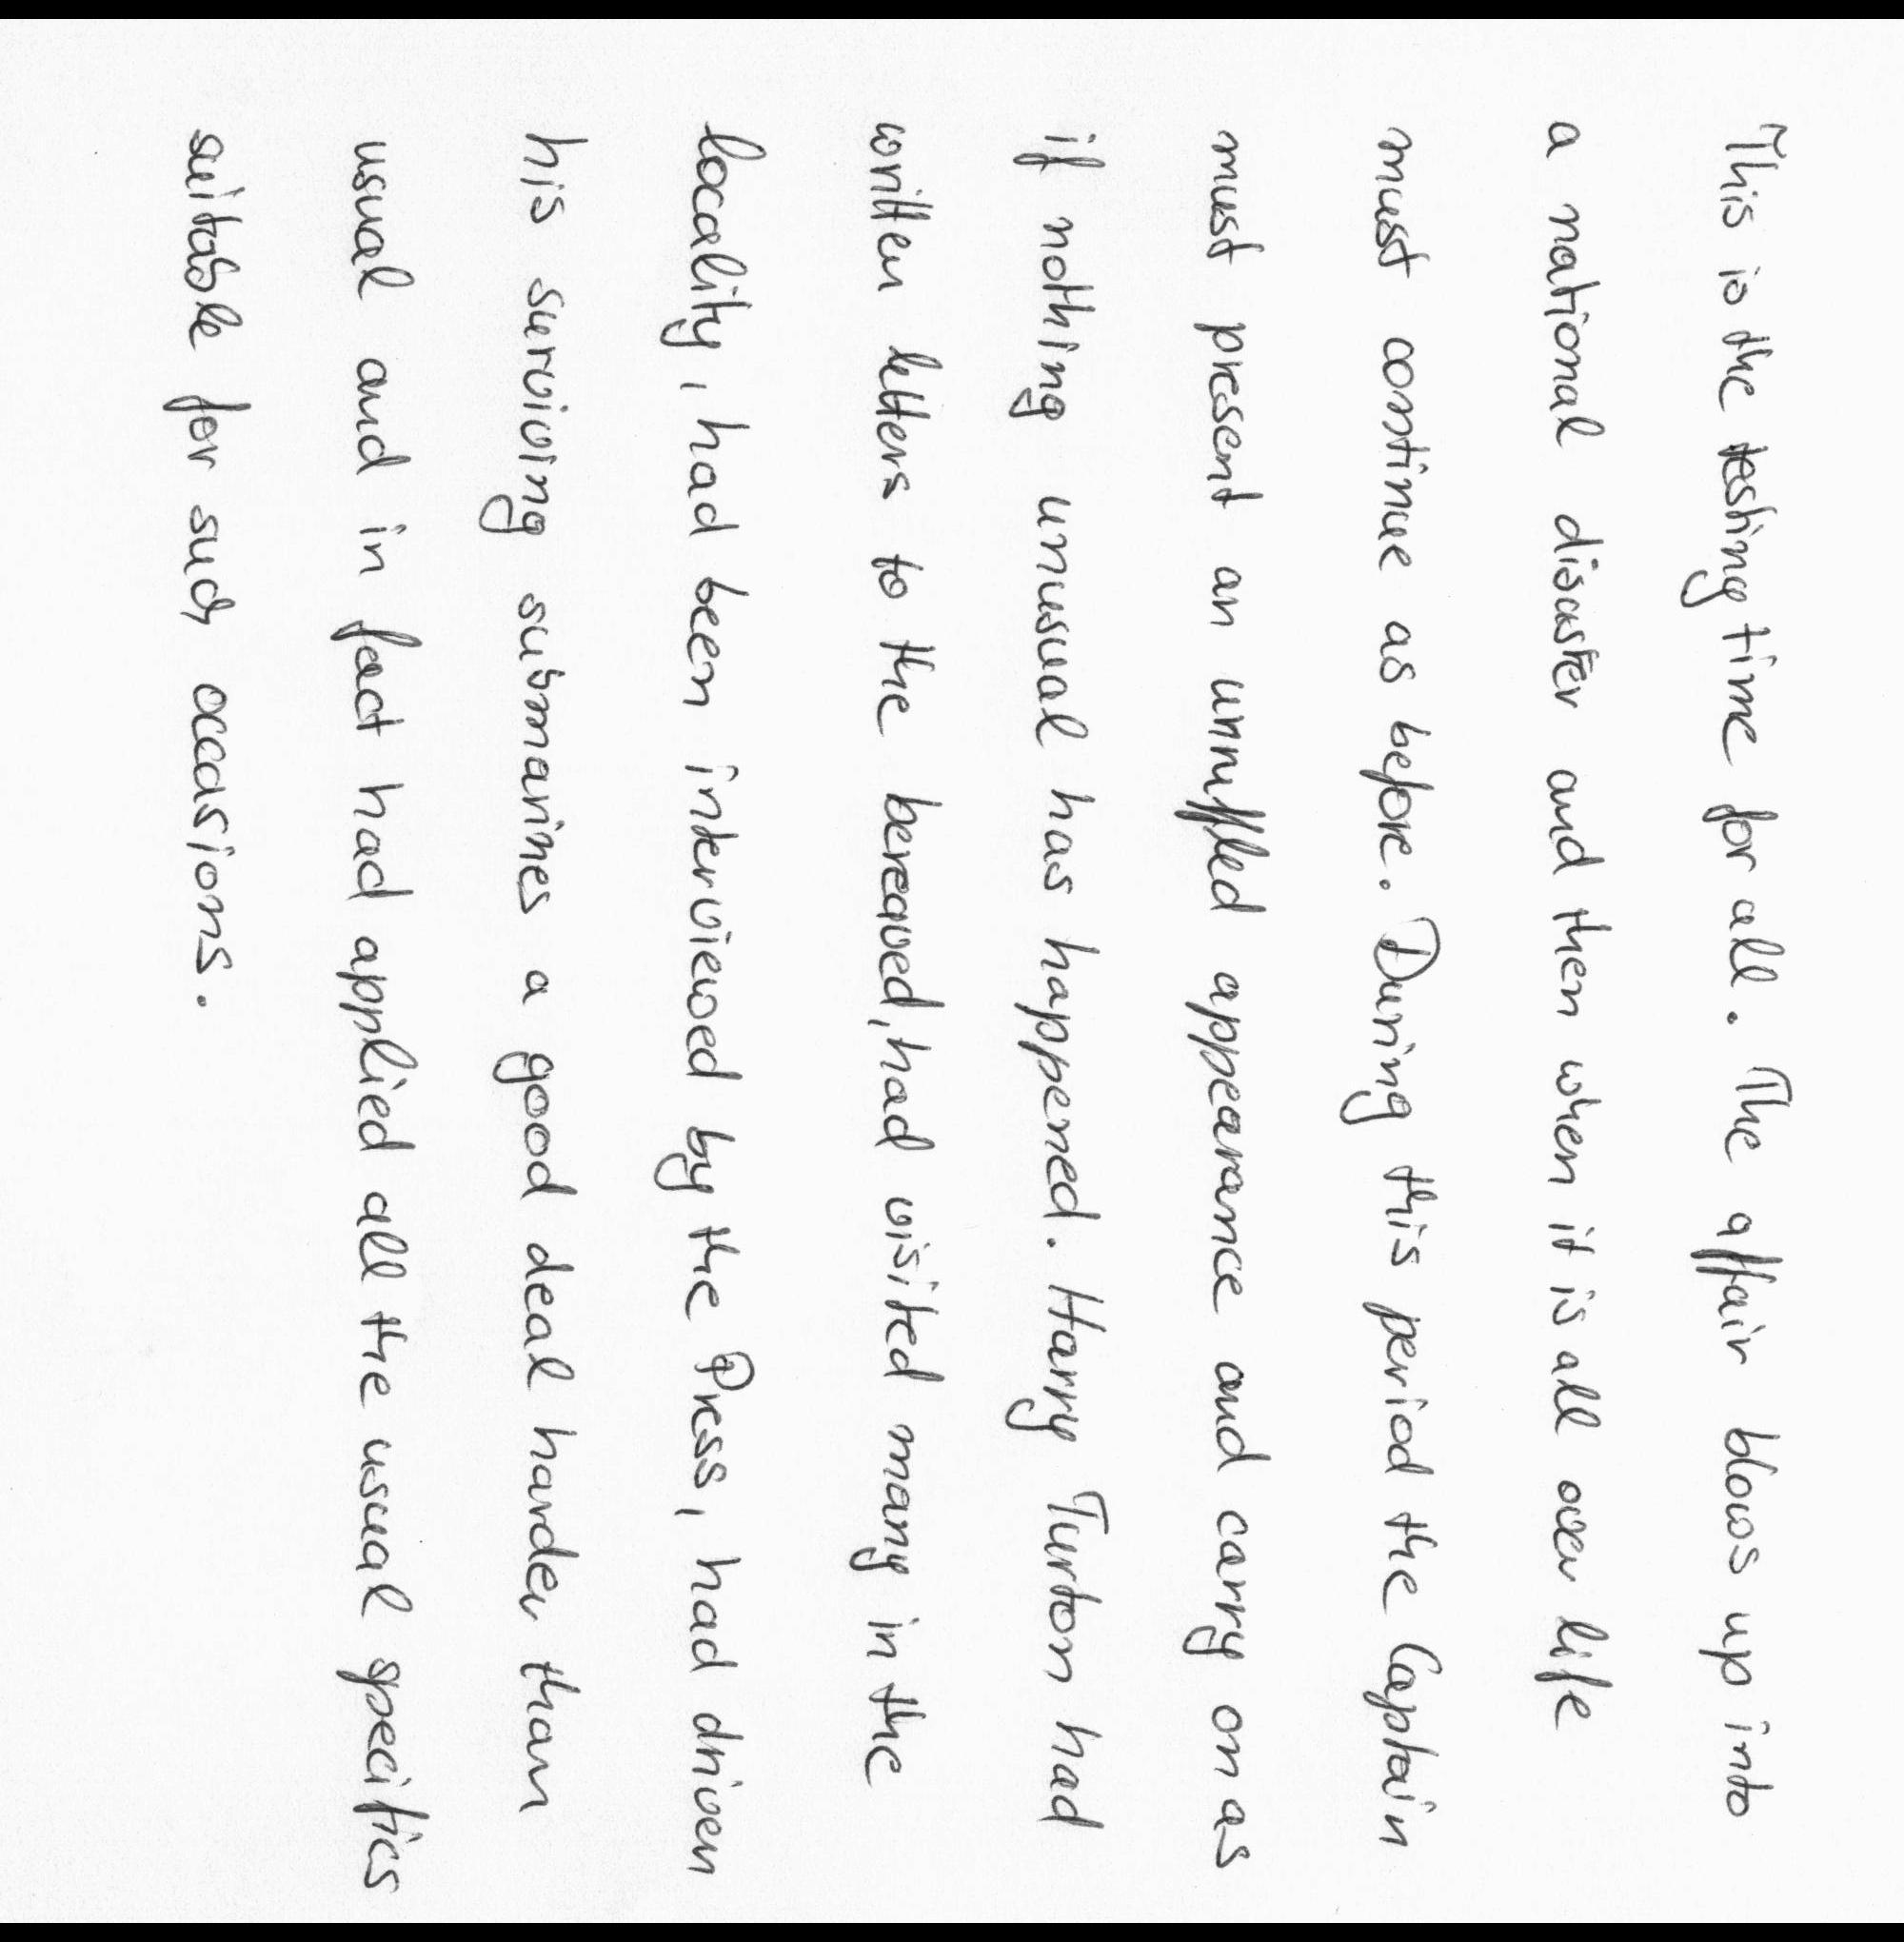 This is the testing time for all. The affair blows up into
a national disaster and then when it is all over life
must continue as before. During this period the Captain
must present an unruffled appearance and carry on as
if nothing unusual has happened. Harry Turton had
written letters to the bereaved, had visited many in the
locality, had been interviewed by the Press, had driven
his surviving submarines a good deal harder than
usual and in fact had applied all the usual specifics
suitable for such occasions.